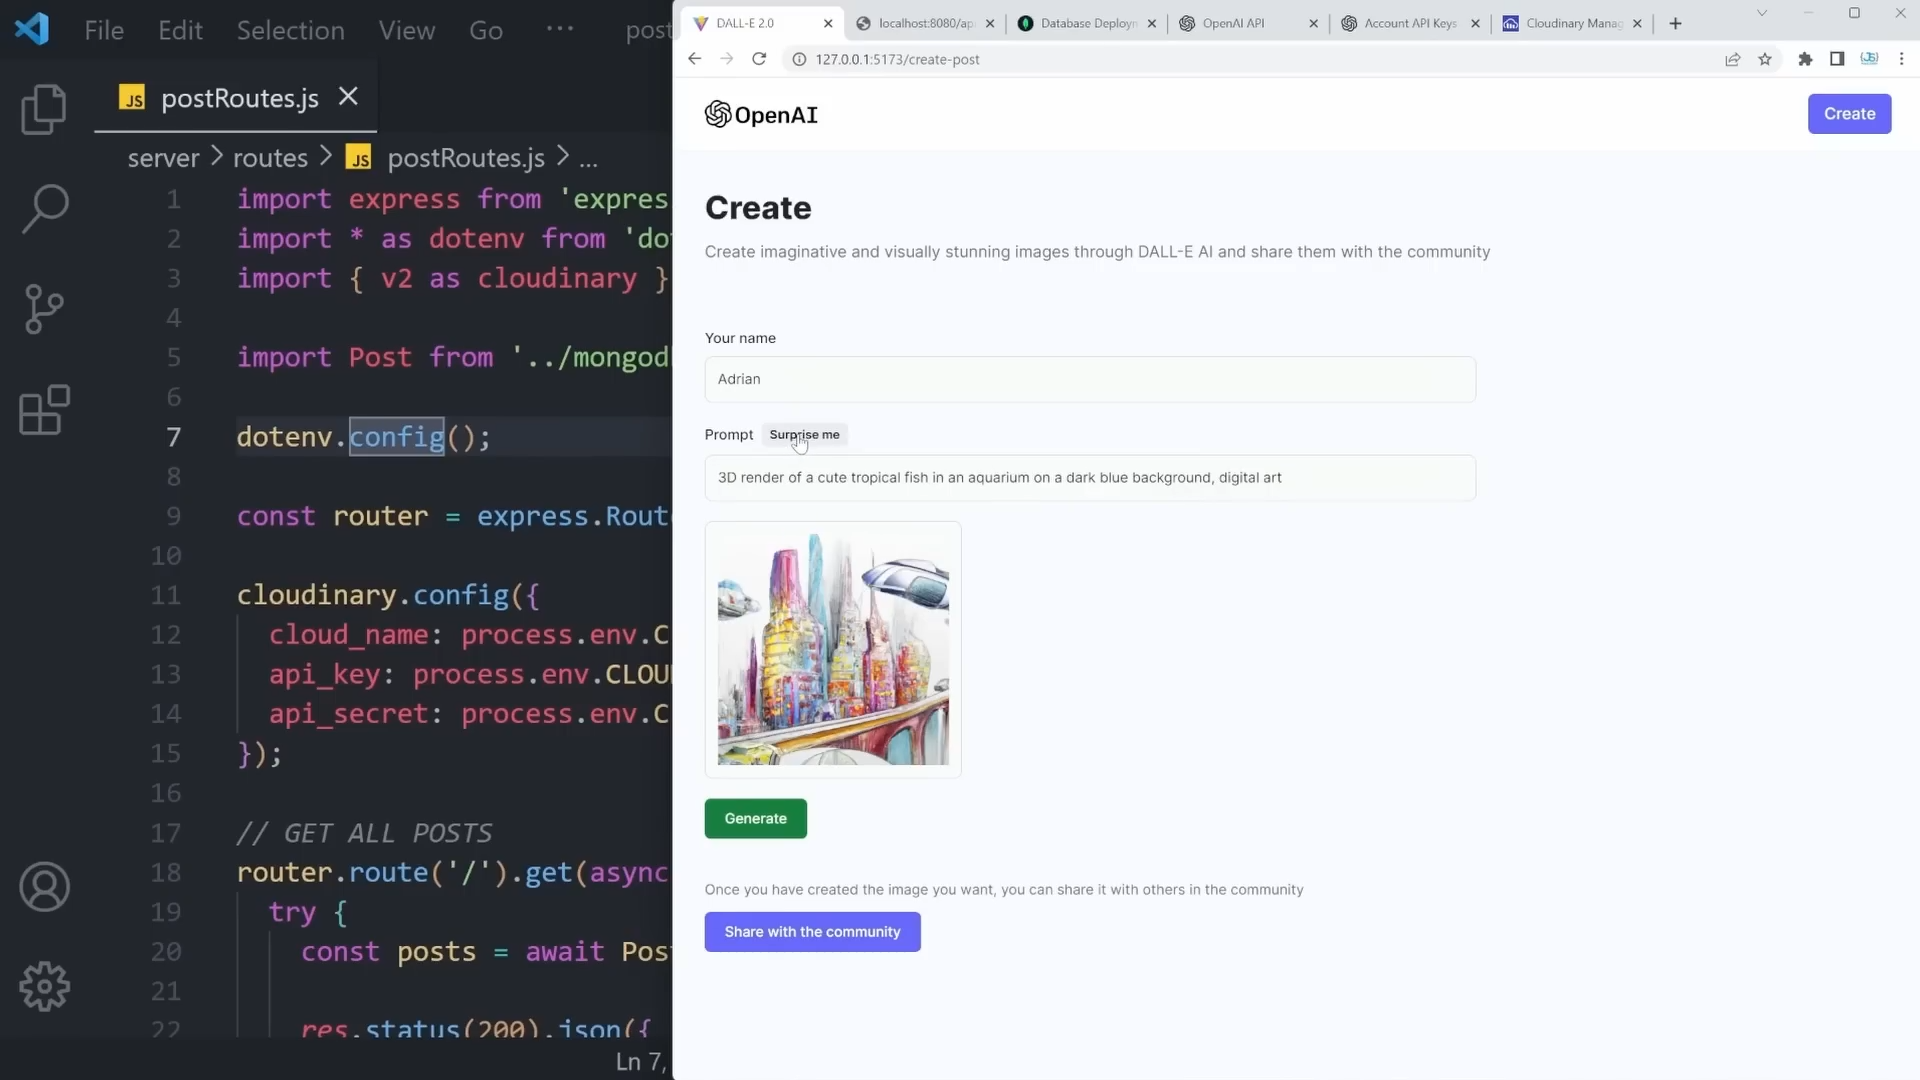 File Edit Selection View Go ... post
postRoutes.js
server > routes > JS postRoutes.js > ...
1 import express from 'expres
2 import * as dotenv from 'do
3 import { v2 as cloudinary }
4
5 import Post from '../mongod
6
7 dotenv.config();
8
9 const router = express.Rout
10
11 cloudinary.config({
12 cloud_name: process.env.C
13 api_key: process.env.CLOU
14 api_secret: process.env.C
15 });
16
17 // GET ALL POSTS
18 router.route('/').get(async
19 try {
20 const posts = await Pos
21
22 res.status(200).json({
Ln 7,
DALL-E 2.0
localhost:8080/ap
Database Deploym
OpenAI API
Account API Keys
Cloudinary Manag
127.0.0.1:5173/create-post
OpenAI
Create
Create
Create imaginative and visually stunning images through DALL-E AI and share them with the community
Your name
Adrian
Prompt Surprise me
3D render of a cute tropical fish in an aquarium on a dark blue background, digital art
Generate
Once you have created the image you want, you can share it with others in the community
Share with the community